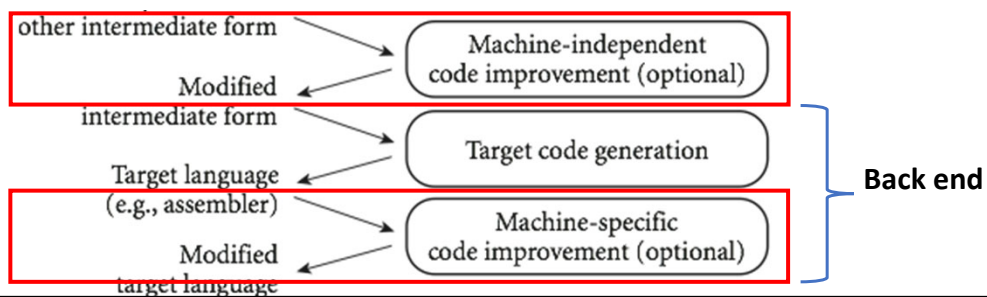 other intermediate form
Machine-independent
code improvement (optional)
Modified
intermediate form
Target code generation
Target language
(e.g., assembler)
Back end
Machine-specific
code improvement (optional)
Modified
target language